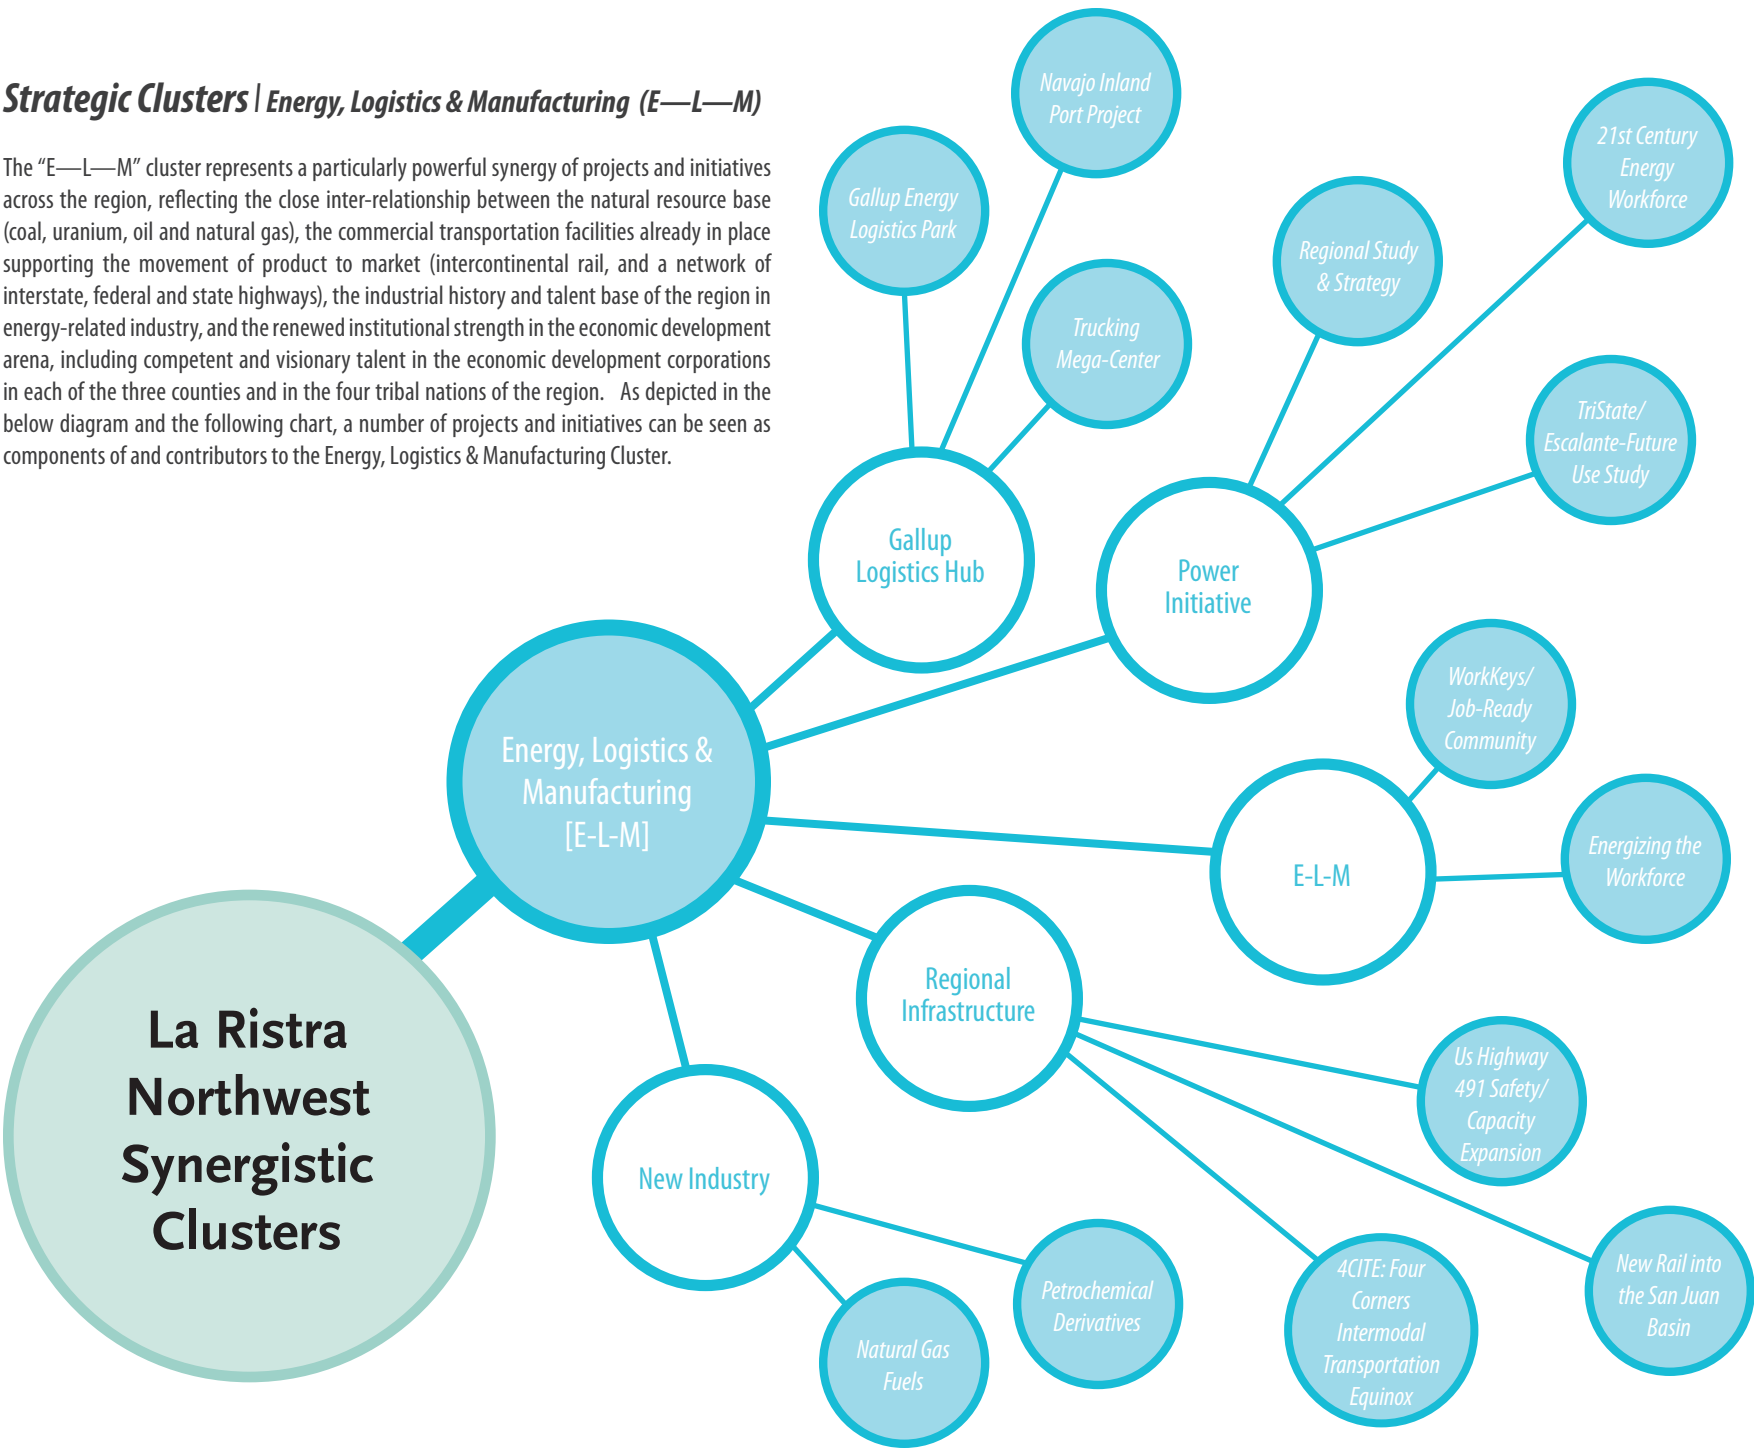 Strategic Clusters | Energy, Logistics & Manufacturing (E—L—M)
The “E—L—M” cluster represents a particularly powerful synergy of projects and initiatives
across the region, reflecting the close inter-relationship between the natural resource base
(coal, uranium, oil and natural gas), the commercial transportation facilities already in place
supporting the movement of product to market (intercontinental rail, and a network of
interstate, federal and state highways), the industrial history and talent base of the region in
energy-related industry, and the renewed institutional strength in the economic development
arena, including competent and visionary talent in the economic development corporations
in each of the three counties and in the four tribal nations of the region. As depicted in the
below diagram and the following chart, a number of projects and initiatives can be seen as
components of and contributors to the Energy, Logistics & Manufacturing Cluster.
Navajo Inland
Port Project
Gallup Energy
Logistics Park
Trucking
Mega-Center
21st Century
Energy
Workforce
Regional Study
& Strategy
TriState/
Escalante-Future
Use Study
Gallup
Logistics Hub
Power
Initiative
WorkKeys/
Job-Ready
Community
Energizing the
Workforce
E-L-M
Energy, Logistics &
Manufacturing
[E-L-M]
Regional
Infrastructure
La Ristra
Northwest
Synergistic
Clusters
New Industry
Us Highway
491 Safety/
Capacity
Expansion
New Rail into
the San Juan
Basin
4CITE: Four
Corners
Intermodal
Transportation
Equinox
Petrochemical
Derivatives
Natural Gas
Fuels